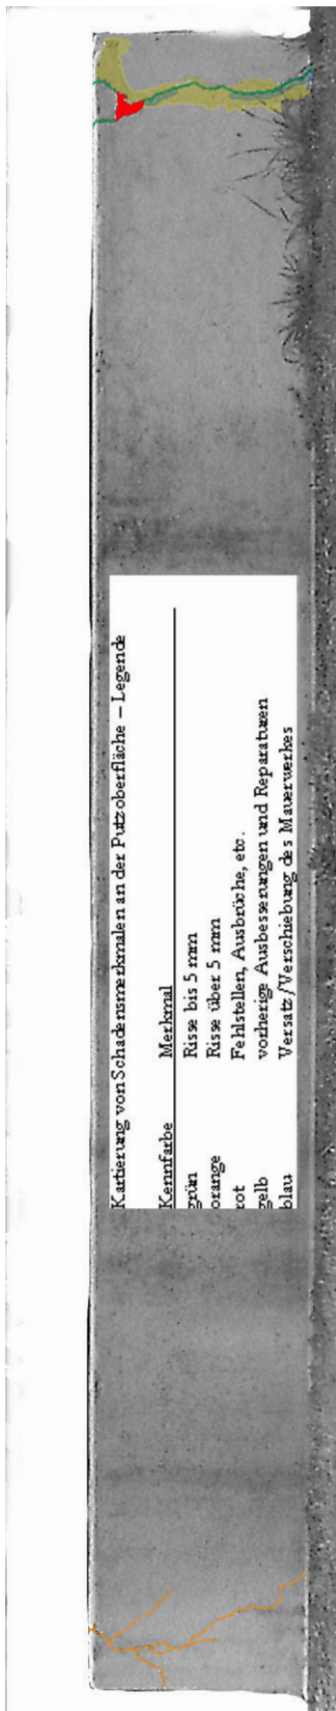 Kartierung von Schadensmerkmalen an der Putzoberfläche – Legende
Kennfarbe Merkmal
grün Risse bis 5 mm
orange Risse über 5 mm
rot Fehlstellen, Ausbrüche, etc.
gelb vorherige Ausbesserungen und Reparaturen
blau Versatz/Verschiebung des Mauerwerkes